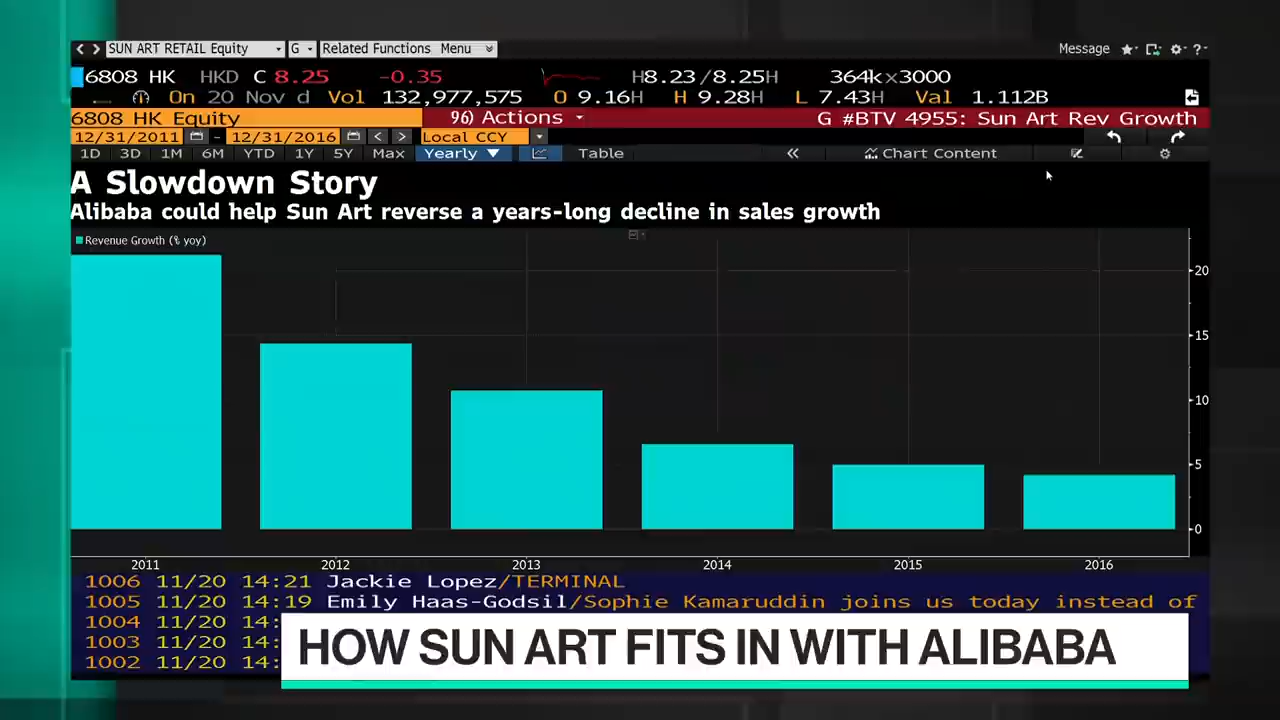 SUN ART RETAIL Equity G Related Functions Menu Message
6808 HK HKD C 8.25 -0.35 H8.23/8.25H 364k×3000
On 20 Nov d Vol 132,977,575 O 9.16H H 9.28H L 7.43H Val 1.112B
6808 HK Equity 96) Actions G #BTV 4955: Sun Art Rev Growth
12/31/2011 - 12/31/2016 Local CCY
1D 3D 1M 6M YTD 1Y 5Y Max Yearly Table Chart Content
A Slowdown Story
Alibaba could help Sun Art reverse a years-long decline in sales growth
Revenue Growth (% yoy)
20
15
10
5
0
2011 2012 2013 2014 2015 2016
1006 11/20 14:21 Jackie Lopez/TERMINAL
1005 11/20 14:19 Emily Haas-Godsil/Sophie Kamaruddin joins us today instead of
1004 11/20 14:
1003 11/20 14:
1002 11/20 14:
HOW SUN ART FITS IN WITH ALIBABA